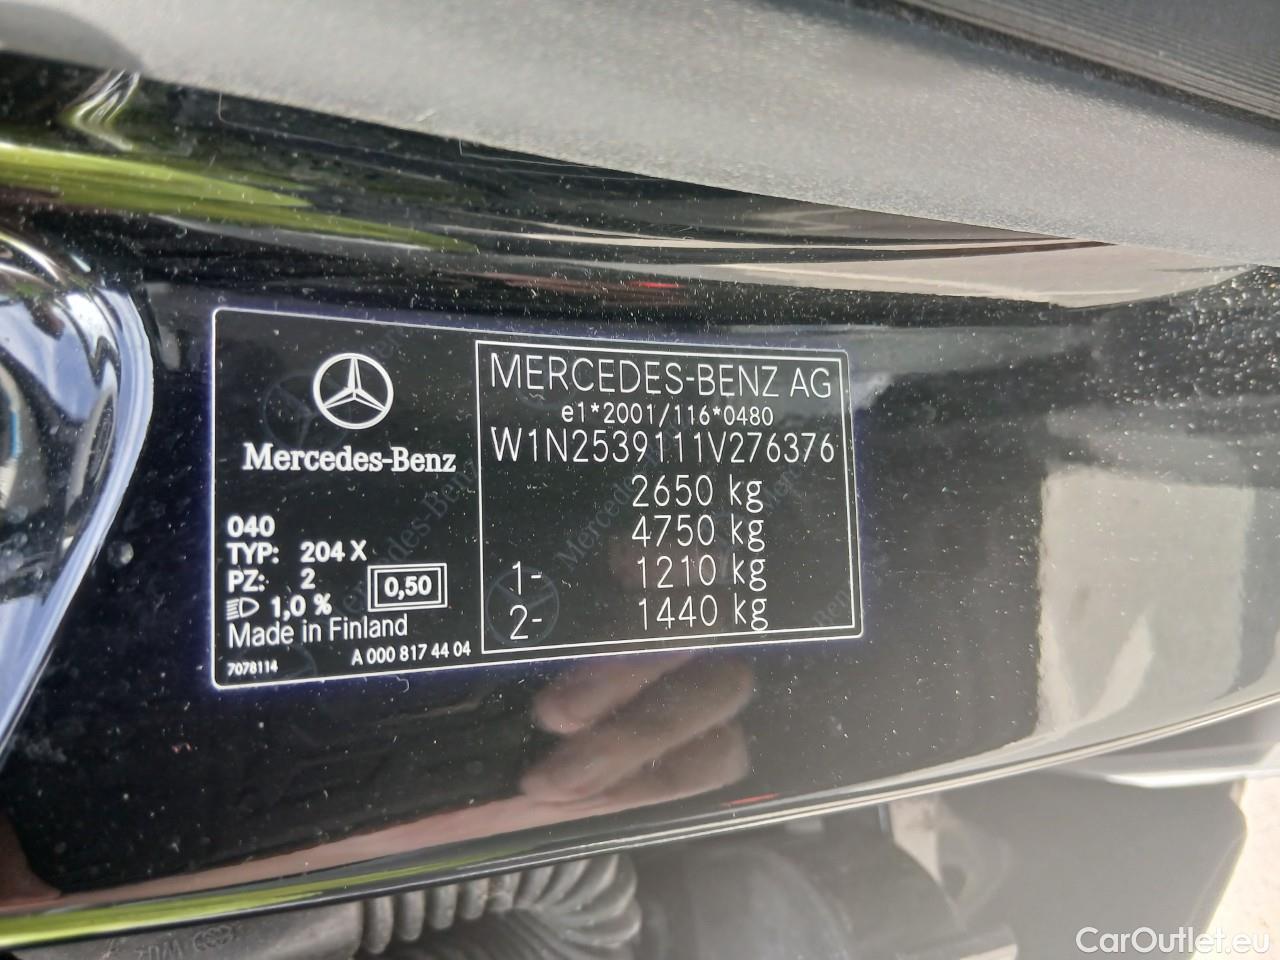 Mercedes-Benz
040
TYP: 204 X
PZ: 2
1,0 %
0,50
Made in Finland
7078114
A 000 817 44 04
MERCEDES-BENZ AG
e1*2001/116*0480
W1N2539111V276376
2650 kg
4750 kg
1- 1210 kg
2- 1440 kg
CarOutlet.eu